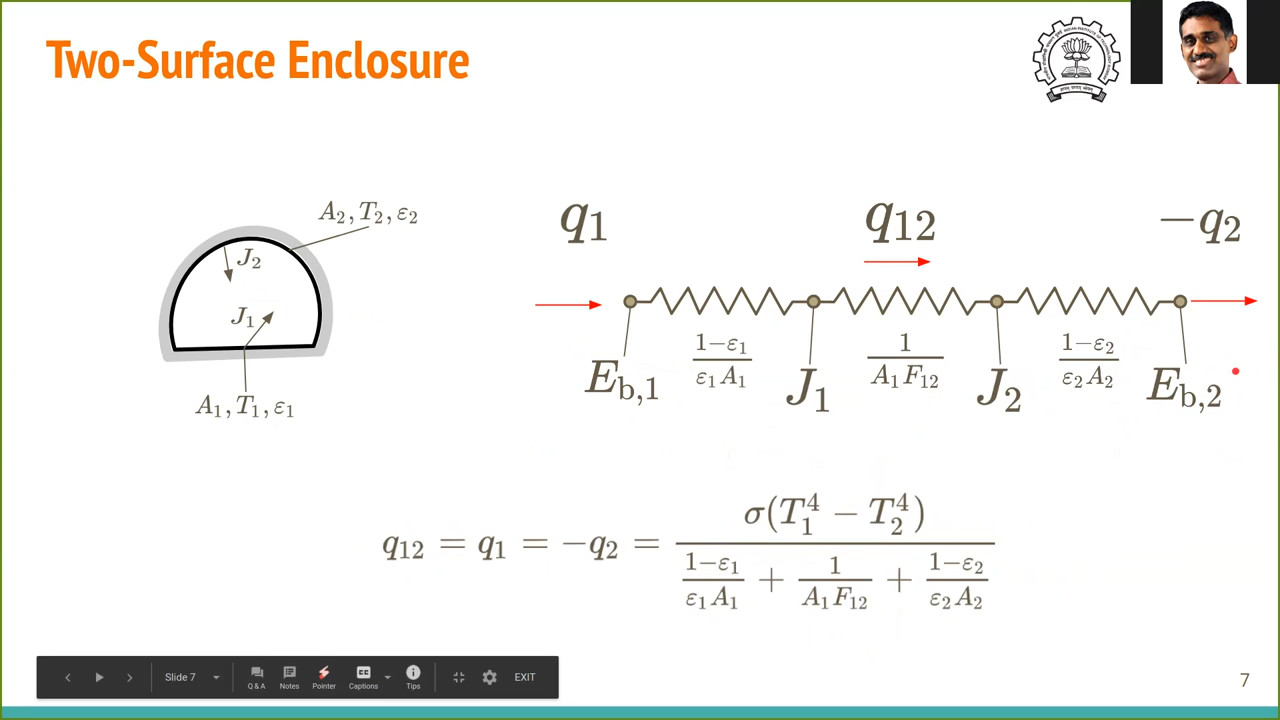 Two-Surface Enclosure
A₂, T₂, ε₂
J₂
J₁
A₁, T₁, ε₁
q₁ q₁₂ −q₂
E_b,1 (1−ε₁)/(ε₁A₁) J₁ 1/(A₁F₁₂) J₂ (1−ε₂)/(ε₂A₂) E_b,2
q₁₂ = q₁ = −q₂ = σ(T₁⁴ − T₂⁴) / ((1−ε₁)/(ε₁A₁) + 1/(A₁F₁₂) + (1−ε₂)/(ε₂A₂))
Slide 7
Q & A
Notes
Pointer
CC
Captions
Tips
EXIT
7